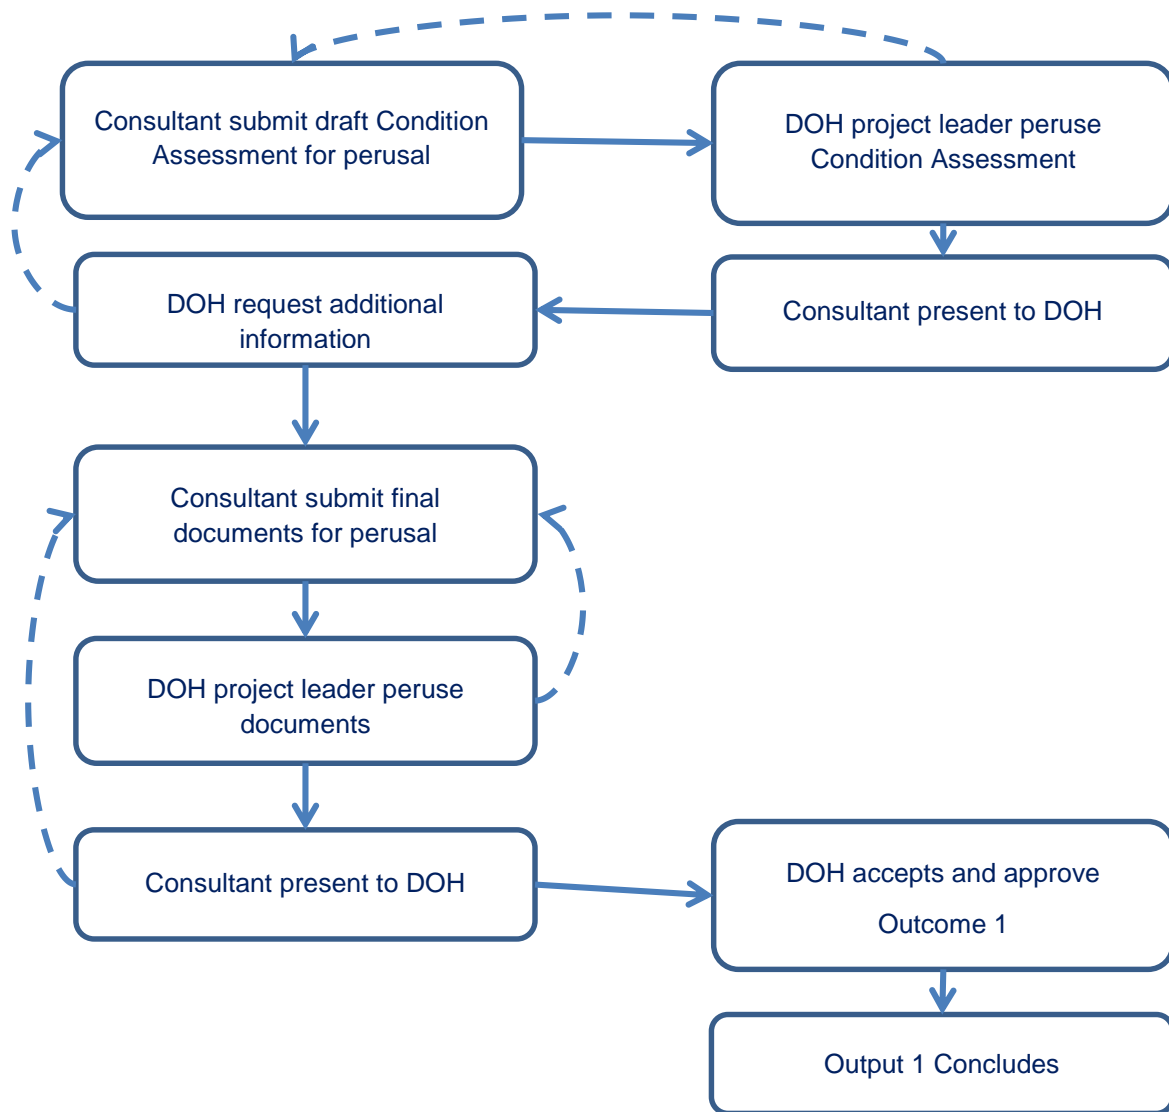 Consultant submit draft Condition
Assessment for perusal
DOH project leader peruse
Condition Assessment
DOH request additional
information
Consultant present to DOH
Consultant submit final
documents for perusal
DOH project leader peruse
documents
Consultant present to DOH
DOH accepts and approve
Outcome 1
Output 1 Concludes